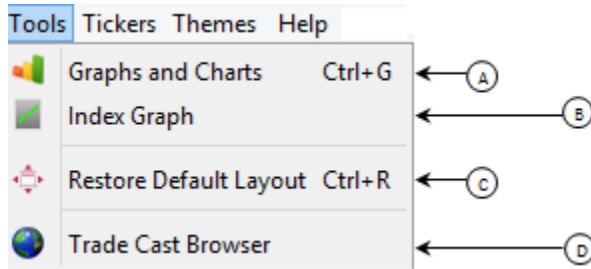 Tools Tickers Themes Help
Graphs and Charts Ctrl+G A
Index Graph B
Restore Default Layout Ctrl+R C
Trade Cast Browser D